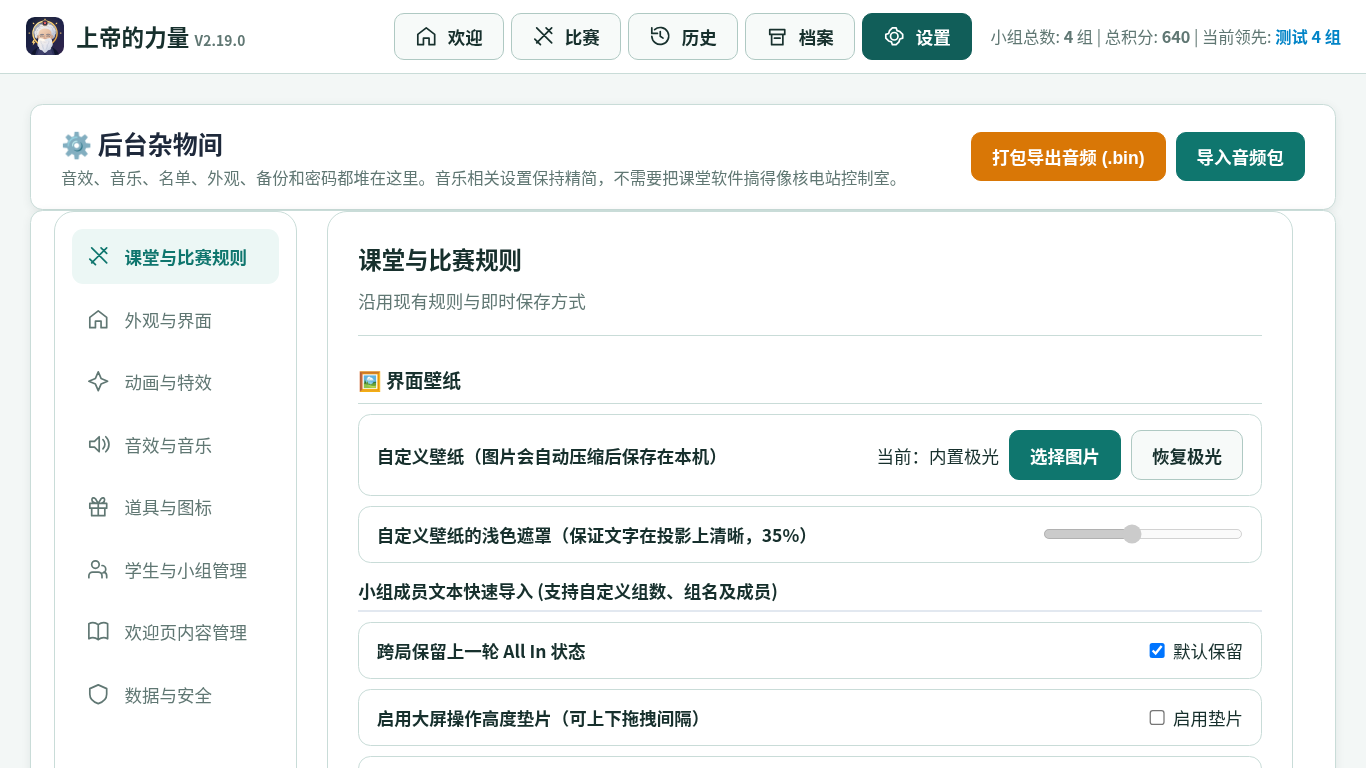 上帝的力量 V2.19.0
欢迎
比赛
历史
档案
设置
小组总数: 4 组 | 总积分: 640 | 当前领先: 测试 4 组
后台杂物间
音效、音乐、名单、外观、备份和密码都堆在这里。音乐相关设置保持精简，不需要把课堂软件搞得像核电站控制室。
打包导出音频 (.bin)
导入音频包
课堂与比赛规则
外观与界面
动画与特效
音效与音乐
道具与图标
学生与小组管理
欢迎页内容管理
数据与安全
课堂与比赛规则
沿用现有规则与即时保存方式
界面壁纸
自定义壁纸（图片会自动压缩后保存在本机）
当前：内置极光
选择图片
恢复极光
自定义壁纸的浅色遮罩（保证文字在投影上清晰，35%）
小组成员文本快速导入 (支持自定义组数、组名及成员)
跨局保留上一轮 All In 状态
默认保留
启用大屏操作高度垫片（可上下拖拽间隔）
启用垫片